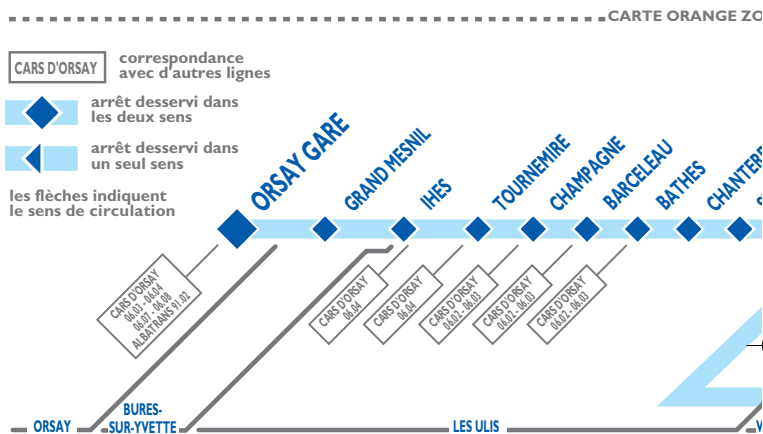 CARTE ORANGE ZO
CARS D'ORSAY
correspondance
avec d'autres lignes
arrêt desservi dans
les deux sens
arrêt desservi dans
un seul sens
les flèches indiquent
le sens de circulation
ORSAY GARE
GRAND MESNIL
IHES
TOURNEMIRE
CHAMPAGNE
BARCELEAU
BATHES
CHANTERE
CARS D'ORSAY
06.03 - 06.04
06.07 - 06.08
ALBATRANS 91.02
CARS D'ORSAY
06.04
CARS D'ORSAY
06.04
CARS D'ORSAY
06.02 - 06.03
CARS D'ORSAY
06.02 - 06.03
CARS D'ORSAY
06.02 - 06.03
ORSAY
BURES-
SUR-YVETTE
LES ULIS
V